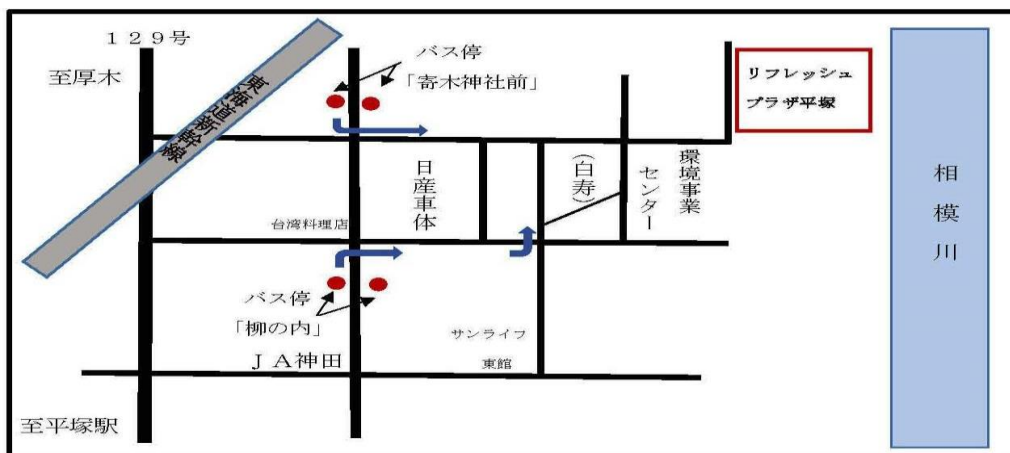 129号
至厚木
東海道新幹線
バス停
「寄木神社前」
リフレッシュ
プラザ平塚
日産車体
(白寿)
環境事業
センター
相模川
台湾料理店
バス停
「柳の内」
サンライフ
東館
JA神田
至平塚駅